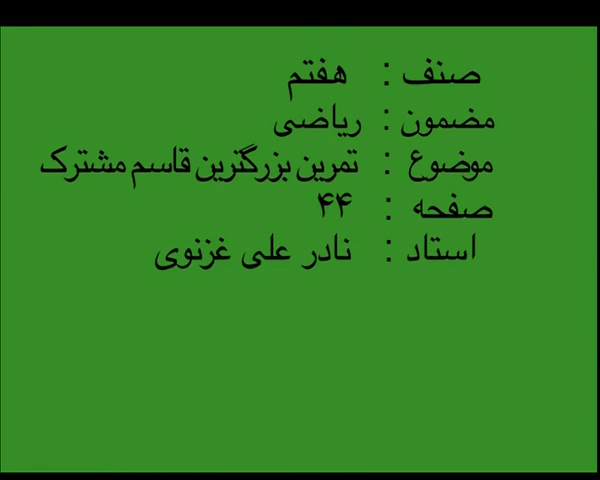 صنف : هفتم
مضمون : ریاضی
موضوع : تمرین بزرگترین قاسم مشترک
صفحه : ۴۴
استاد : نادر علی غزنوی